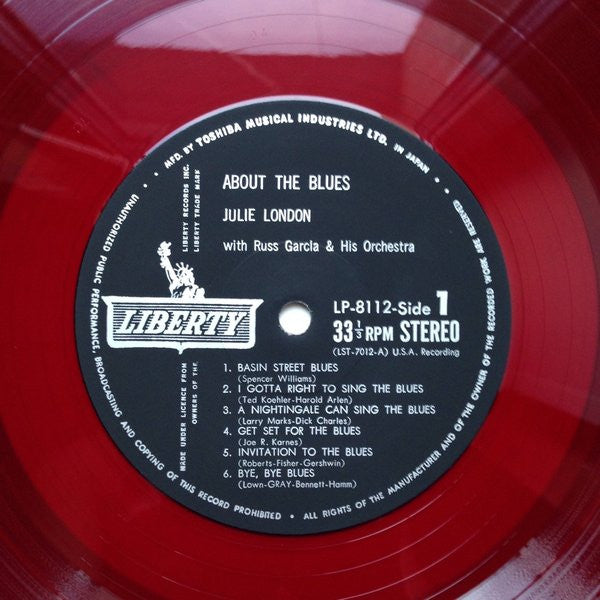 MFD. BY TOSHIBA MUSICAL INDUSTRIES LTD. IN JAPAN
UNAUTHORIZED PUBLIC PERFORMANCE, BROADCASTING AND COPYING OF THIS RECORD PROHIBITED • ALL RIGHTS OF THE MANUFACTURER AND OF THE OWNER OF THE RECORDED WORK ARE RESERVED.
LIBERTY RECORDS INC.
LIBERTY TRADE MARK
MADE UNDER LICENCE FROM
OWNERS OF THE
LIBERTY
ABOUT THE BLUES
JULIE LONDON
with Russ Garcla & His Orchestra
LP-8112-Side 1
33 1/3 RPM STEREO
(LST-7012-A) U.S.A. Recording
1. BASIN STREET BLUES
(Spencer Williams)
2. I GOTTA RIGHT TO SING THE BLUES
(Ted Koehler-Harold Arlen)
3. A NIGHTINGALE CAN SING THE BLUES
(Larry Marks-Dick Charles)
4. GET SET FOR THE BLUES
(Joe R. Karnes)
5. INVITATION TO THE BLUES
(Roberts-Fisher-Gershwin)
6. BYE, BYE BLUES
(Lown-GRAY-Bennett-Hamm)